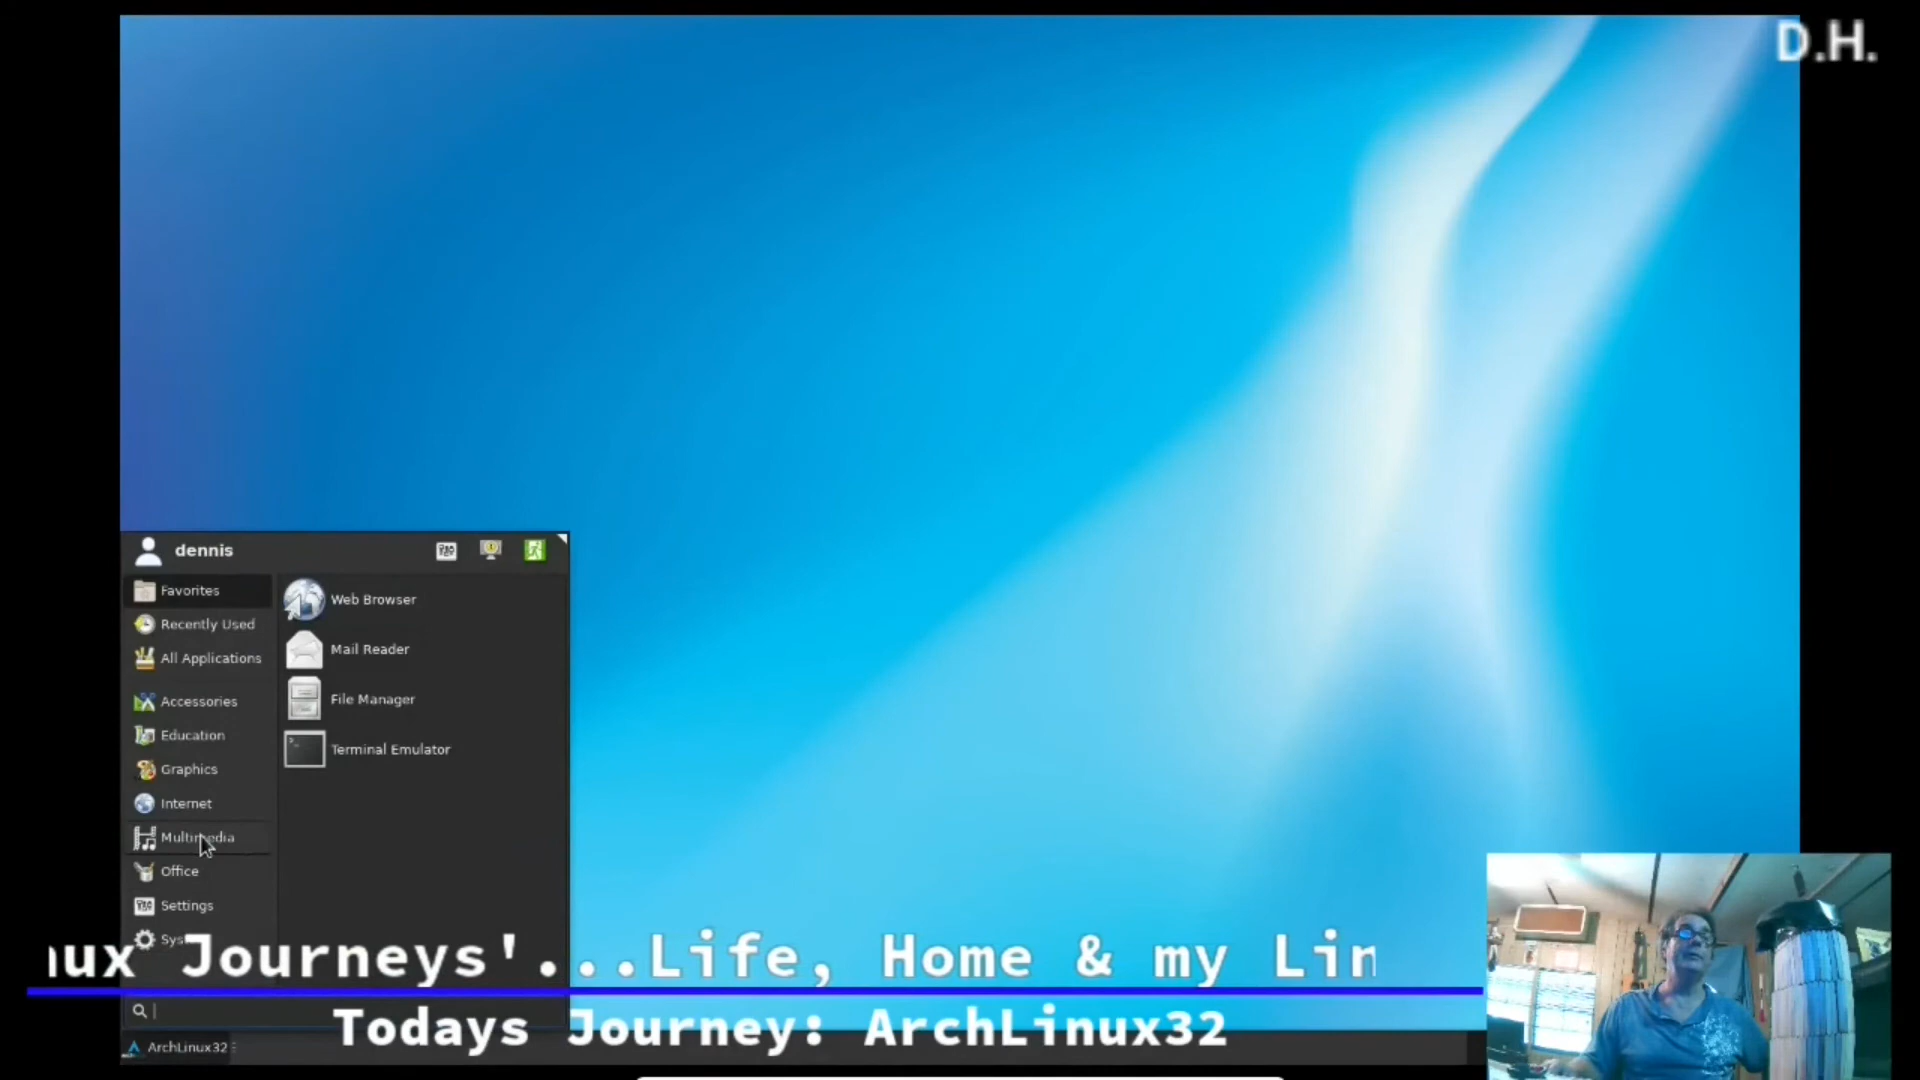 D.H.
dennis
Favorites
Recently Used
All Applications
Accessories
Education
Graphics
Internet
Multimedia
Office
Settings
Web Browser
Mail Reader
File Manager
Terminal Emulator
Journeys'...Life, Home & my
Todays Journey: ArchLinux32
ArchLinux32